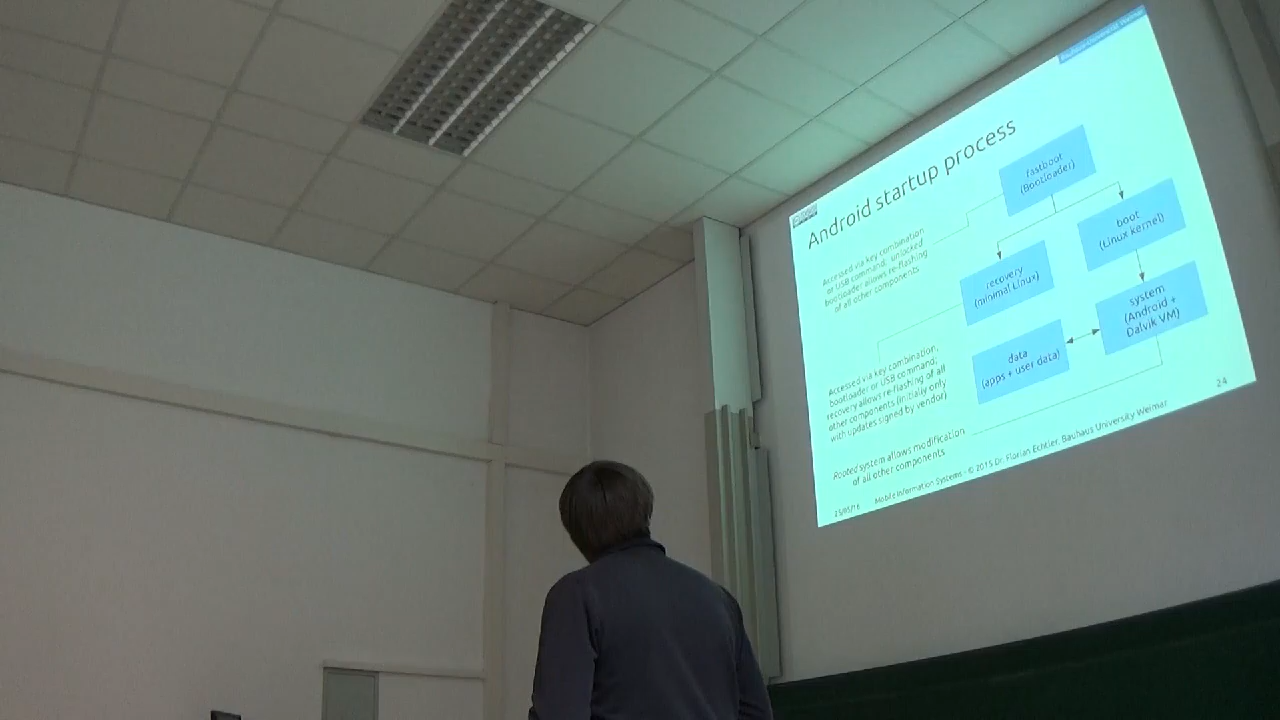 Android startup process
fastboot
(Bootloader)
Accessed via key combination
or USB command; unlocked
bootloader allows re-flashing
of all other components
boot
(Linux kernel)
recovery
(minimal Linux)
system
(Android +
Dalvik VM)
data
(apps + user data)
Accessed via key combination,
bootloader or USB command;
recovery allows re-flashing of all
other components (initially only
with updates signed by vendor)
Rooted system allows modification
of all other components
25/05/16
Mobile Information Systems - © 2015 Dr. Florian Echtler, Bauhaus University Weimar
24